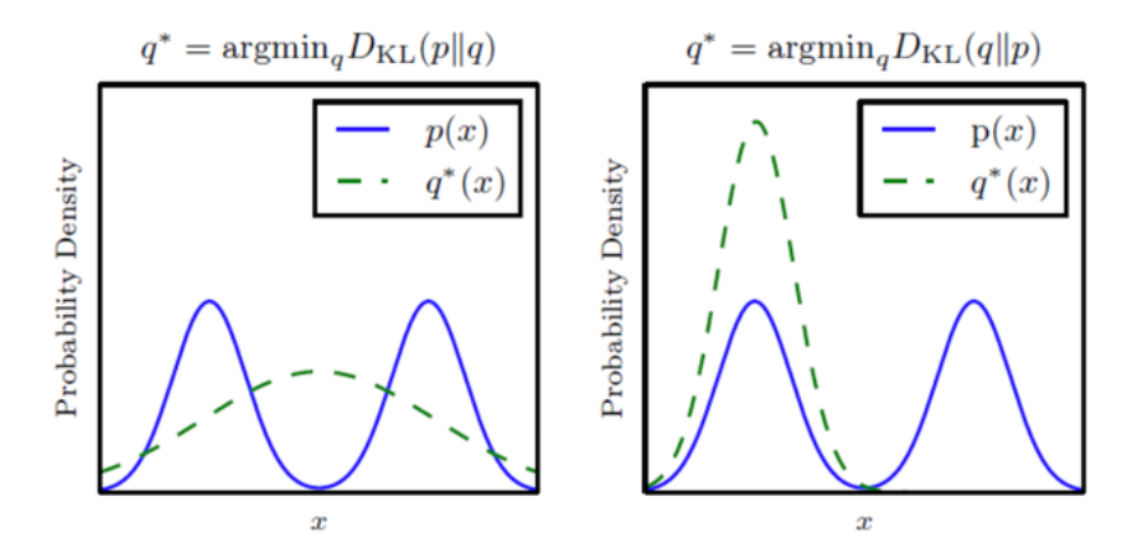 q* = argmin_q D_KL(p||q)
p(x)
q*(x)
Probability Density
x
q* = argmin_q D_KL(q||p)
p(x)
q*(x)
Probability Density
x